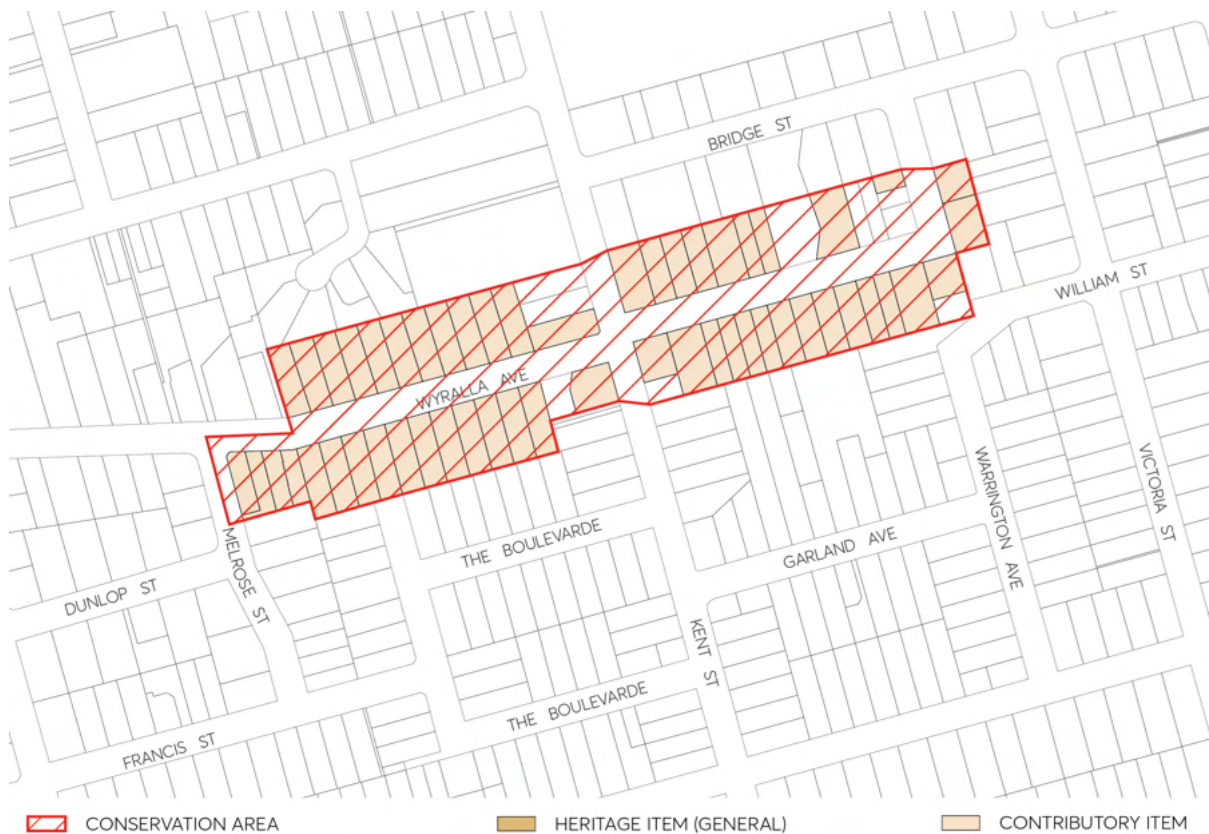 BRIDGE ST
WILLIAM ST
WYRALLA AVE
VICTORIA ST
WARRINGTON AVE
THE BOULEVARDE
GARLAND AVE
MELROSE ST
DUNLOP ST
KENT ST
THE BOULEVARDE
FRANCIS ST
CONSERVATION AREA
HERITAGE ITEM (GENERAL)
CONTRIBUTORY ITEM